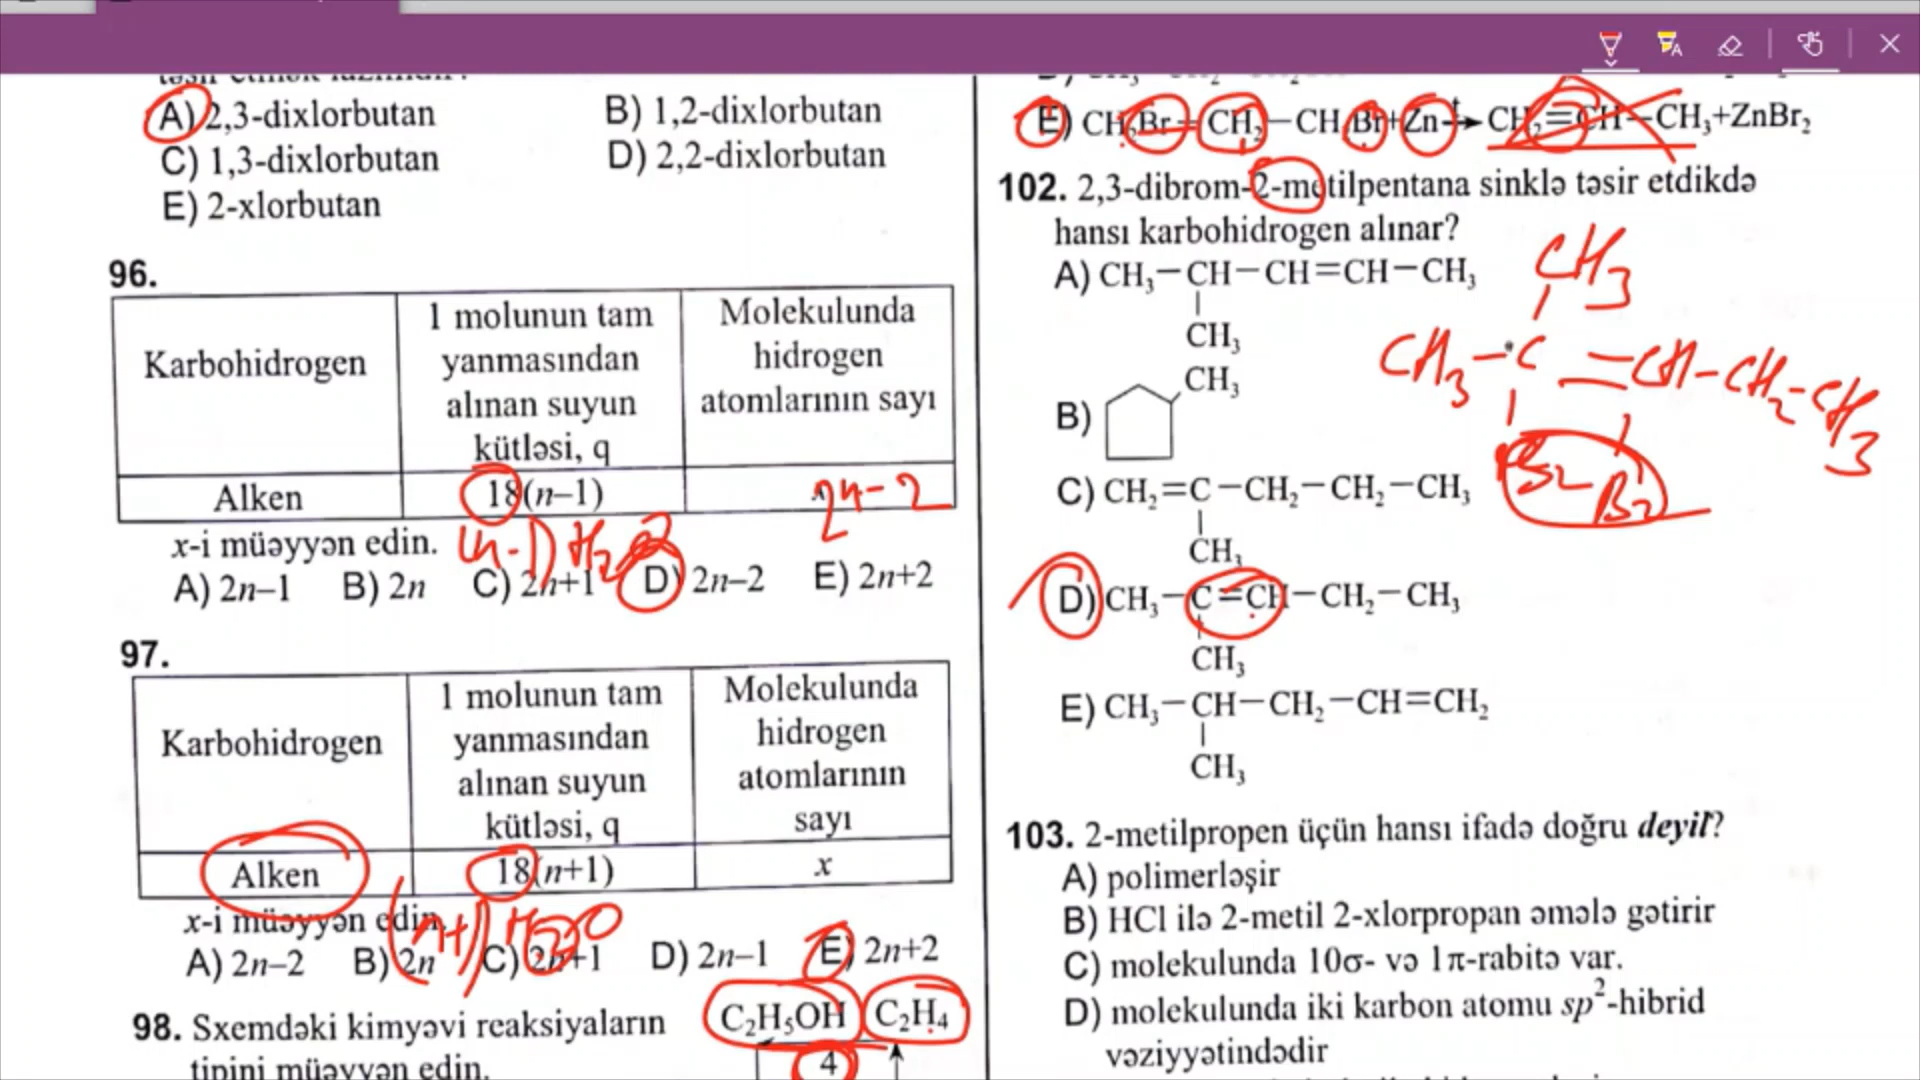 A) 2,3-dixlorbutan B) 1,2-dixlorbutan
C) 1,3-dixlorbutan D) 2,2-dixlorbutan
E) 2-xlorbutan
96.
Karbohidrogen
1 molunun tam
yanmasından
alınan suyun
kütləsi, q
Molekulunda
hidrogen
atomlarının sayı
Alken 18(n–1) 2n-2
x-i müəyyən edin. (n-1) H₂O
A) 2n–1 B) 2n C) 2n+1 D) 2n–2 E) 2n+2
97.
Karbohidrogen
1 molunun tam
yanmasından
alınan suyun
kütləsi, q
Molekulunda
hidrogen
atomlarının
sayı
Alken 18(n+1) x
x-i müəyyən edin. (n+1) H₂O
A) 2n–2 B) 2n C) 2n+1 D) 2n–1 E) 2n+2
98. Sxemdəki kimyəvi reaksiyaların
tipini müəyyən edin.
C₂H₅OH C₂H₄
4
E) CH₂Br–CH₂–CH₂Br+Zn→CH₂=CH–CH₃+ZnBr₂
102. 2,3-dibrom-2-metilpentana sinklə təsir etdikdə
hansı karbohidrogen alınar?
A) CH₃–CH–CH=CH–CH₃
CH₃
B) CH₃
C) CH₂=C–CH₂–CH₂–CH₃
CH₃
D) CH₃–C=CH–CH₂–CH₃
CH₃
E) CH₃–CH–CH₂–CH=CH₂
CH₃
CH₃
CH₃-C=CH-CH₂-CH₃
Br Br
103. 2-metilpropen üçün hansı ifadə doğru deyil?
A) polimerləşir
B) HCl ilə 2-metil 2-xlorpropan əmələ gətirir
C) molekulunda 10σ- və 1π-rabitə var.
D) molekulunda iki karbon atomu sp²-hibrid
vəziyyətindədir